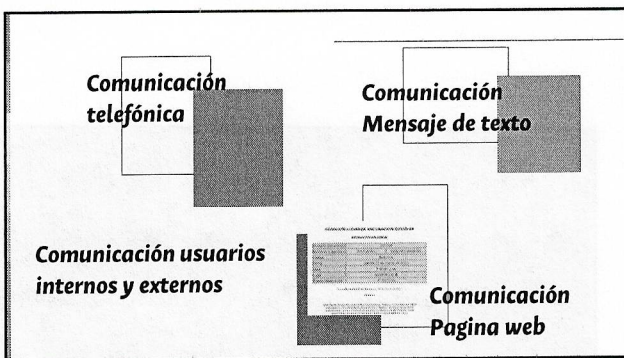 Comunicación
telefónica
Comunicación
Mensaje de texto
Comunicación usuarios
internos y externos
Comunicación
Pagina web